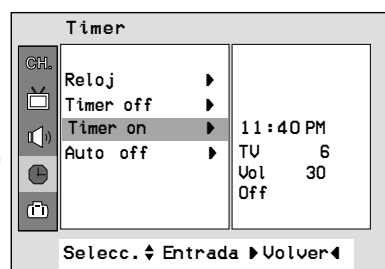 Timer
CH.
Reloj
Timer off
Timer on
Auto off
11:40 PM
TV 6
Vol 30
Off
Selecc. Entrada Volver